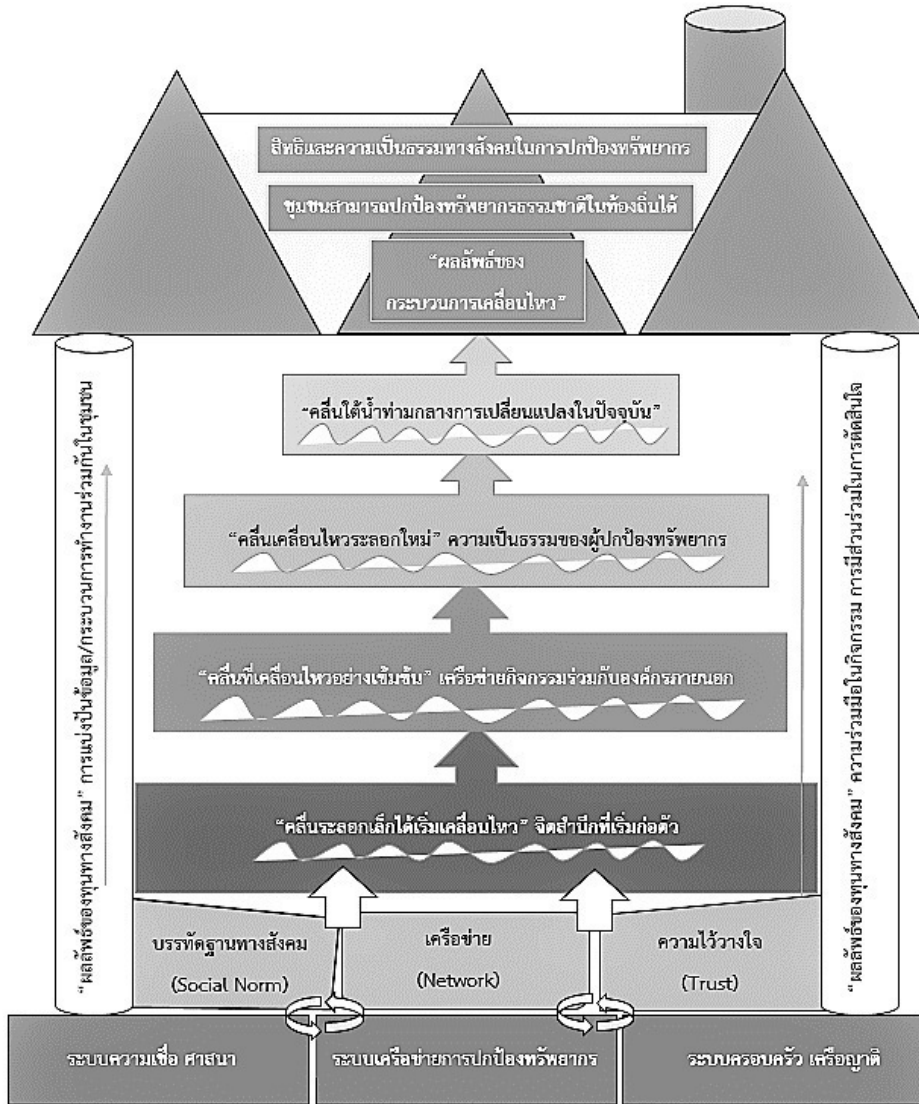 สิทธิและความเป็นธรรมทางสังคมในการปกป้องทรัพยากร
ชุมชนสามารถปกป้องทรัพยากรธรรมชาติในท้องถิ่นได้
“ผลลัพธ์ของ
กระบวนการเคลื่อนไหว”
“คลื่นใต้น้ำท่ามกลางการเปลี่ยนแปลงในปัจจุบัน”
“คลื่นเคลื่อนไหวระลอกใหม่” ความเป็นธรรมของผู้ปกป้องทรัพยากร
“คลื่นที่เคลื่อนไหวอย่างเข้มข้น” เครือข่ายกิจกรรมร่วมกับองค์กรภายนอก
“คลื่นระลอกเล็กได้เริ่มเคลื่อนไหว” จิตสำนึกที่เริ่มก่อตัว
“ผลลัพธ์ของทุนทางสังคม” การแบ่งปันข้อมูล/กระบวนการทำงานร่วมกันในชุมชน
“ผลลัพธ์ของทุนทางสังคม” ความร่วมมือในกิจกรรม การมีส่วนร่วมในการตัดสินใจ
บรรทัดฐานทางสังคม
(Social Norm)
เครือข่าย
(Network)
ความไว้วางใจ
(Trust)
ระบบความเชื่อ ศาสนา
ระบบเครือข่ายการปกป้องทรัพยากร
ระบบครอบครัว เครือญาติ